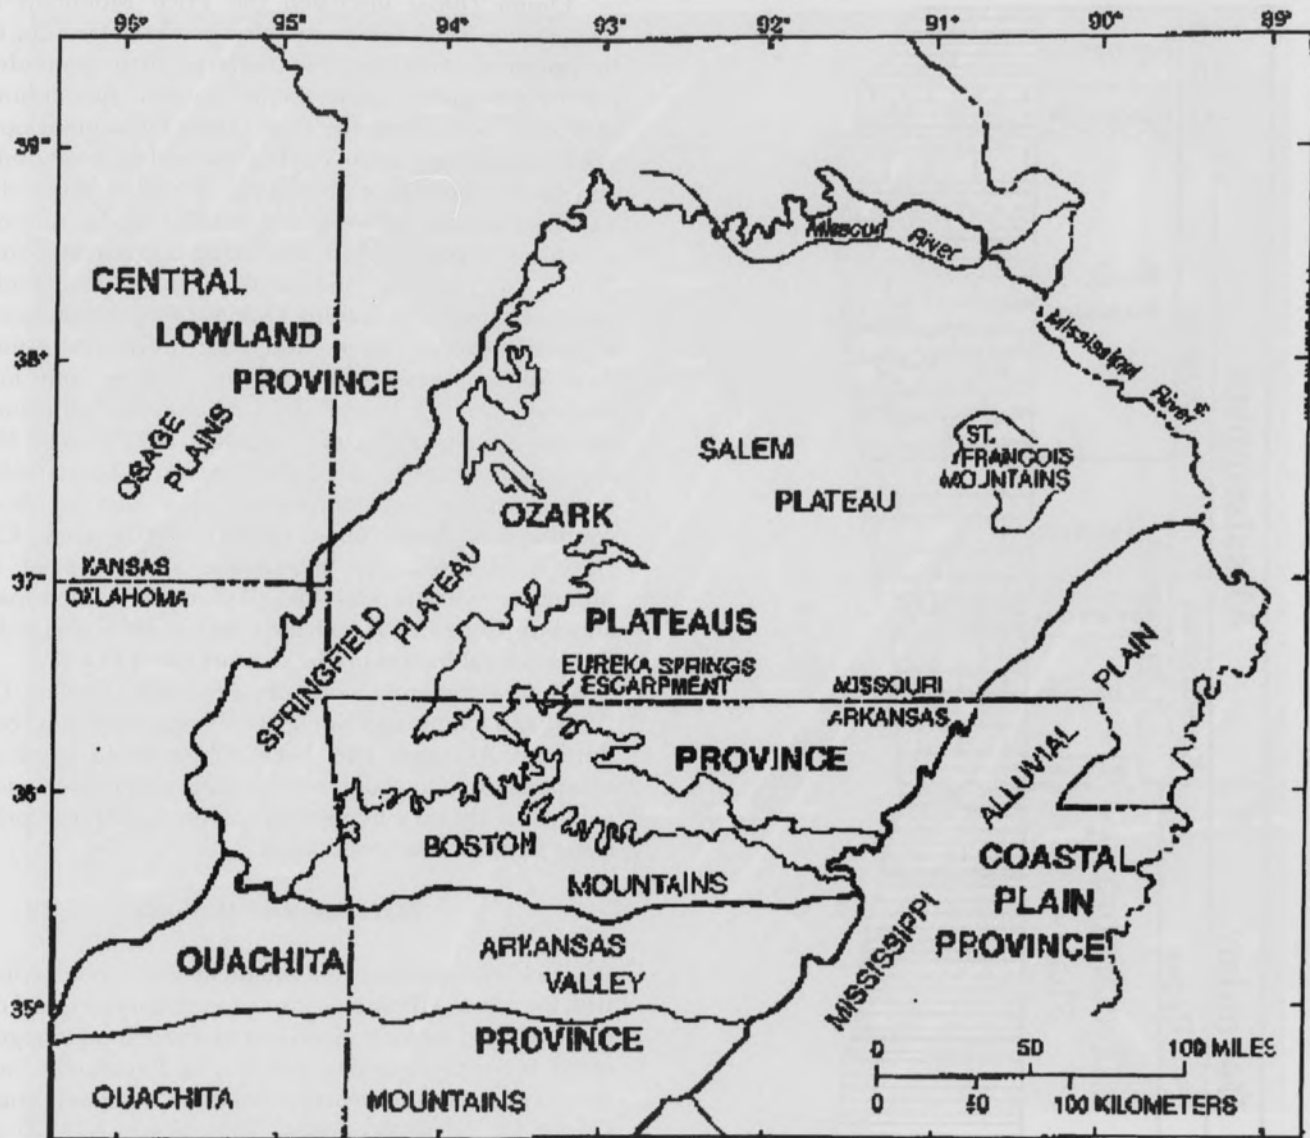 96° 95° 94° 93° 92° 91° 90° 89°
39°
Missouri River
CENTRAL
LOWLAND
PROVINCE
38°
Mississippi River
OSAGE
PLAINS
SALEM
PLATEAU
ST.
FRANCOIS
MOUNTAINS
OZARK
37°
KANSAS
OKLAHOMA
SPRINGFIELD PLATEAU
PLATEAUS
EUREKA SPRINGS
ESCARPMENT
MISSOURI
ARKANSAS
PROVINCE
36°
BOSTON
MOUNTAINS
MISSISSIPPI ALLUVIAL PLAIN
COASTAL
PLAIN
PROVINCE
OUACHITA
ARKANSAS
VALLEY
35°
PROVINCE
OUACHITA MOUNTAINS
0 50 100 MILES
0 40 100 KILOMETERS